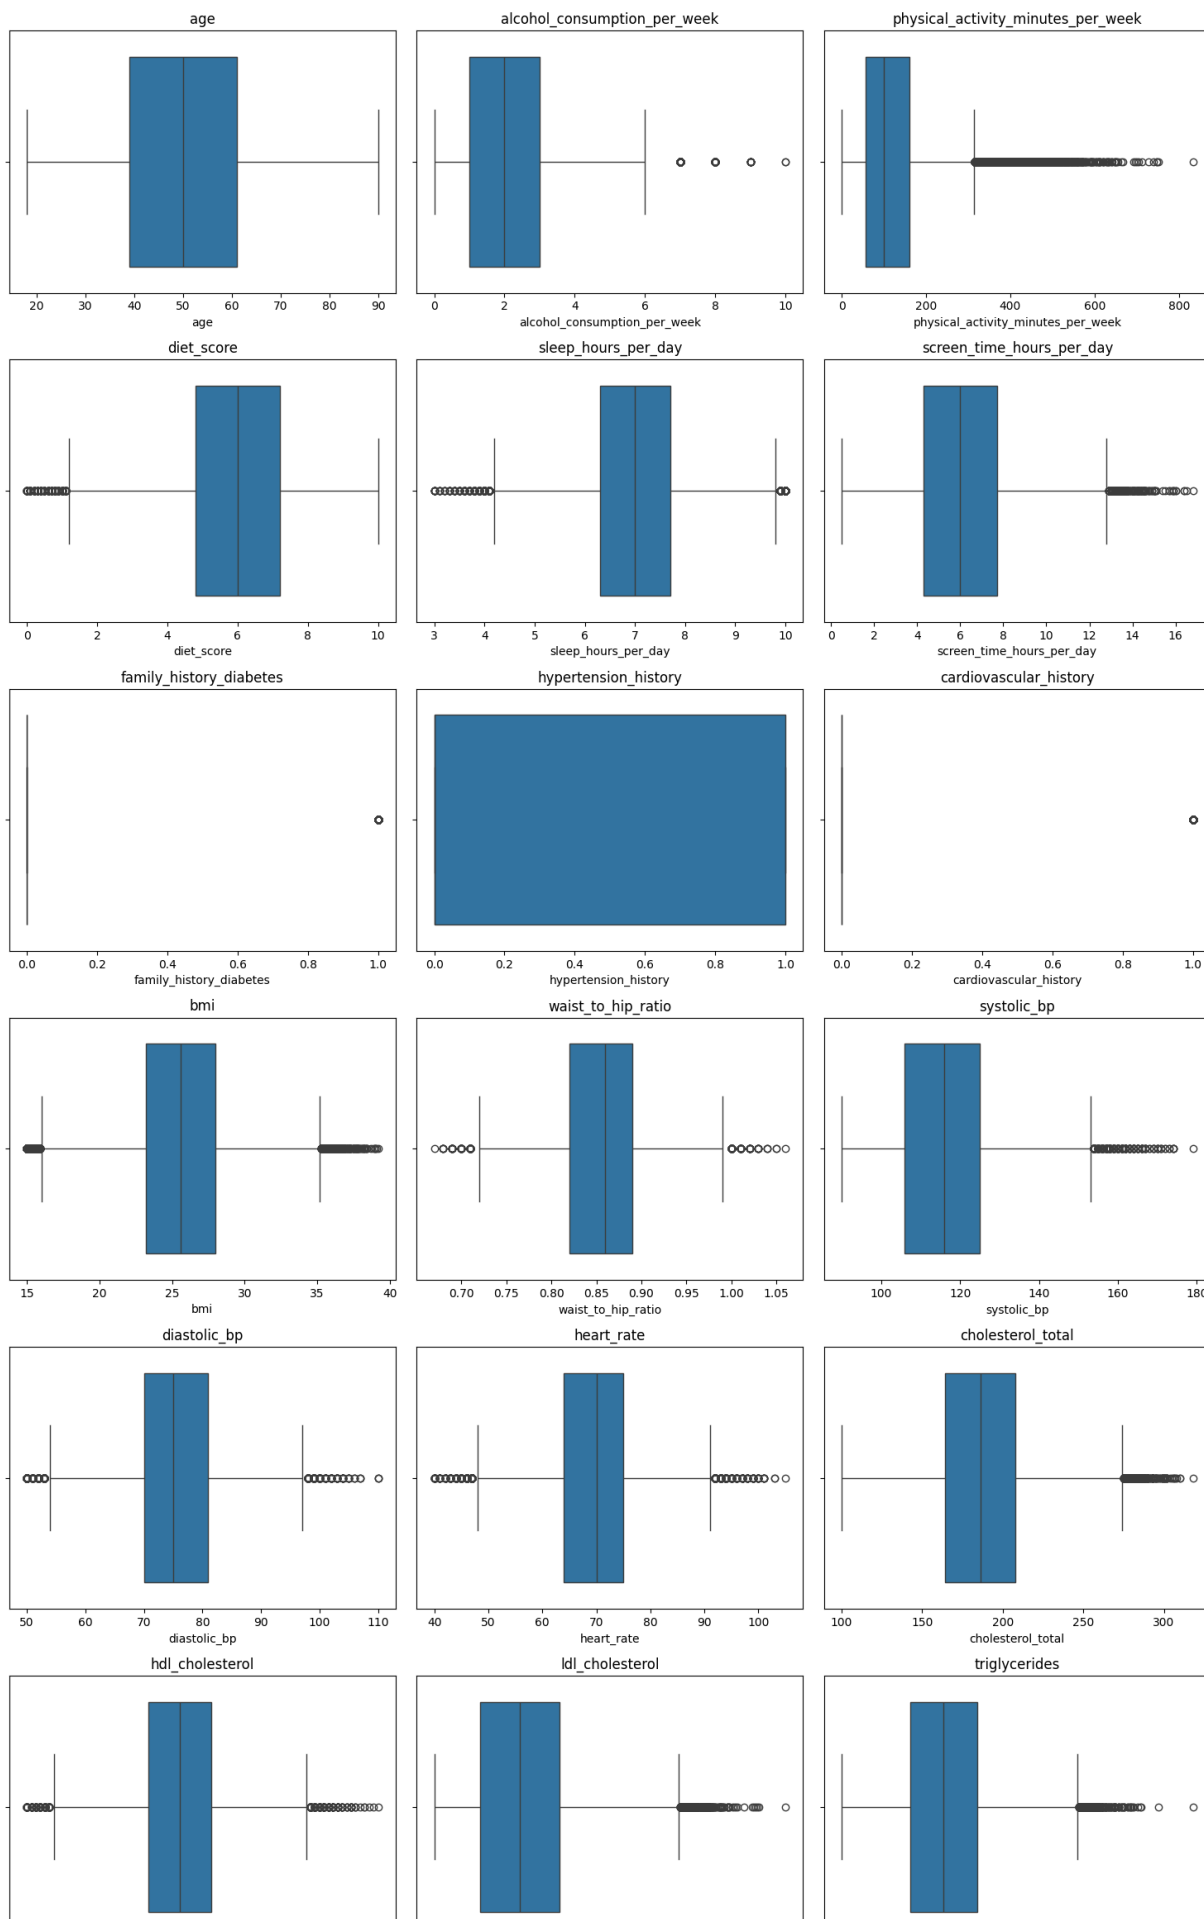 age alcohol_consumption_per_week physical_activity_minutes_per_week
20 30 40 50 60 70 80 90 0 2 4 6 8 10 0 200 400 600 800
age alcohol_consumption_per_week physical_activity_minutes_per_week
diet_score sleep_hours_per_day screen_time_hours_per_day
0 2 4 6 8 10 3 4 5 6 7 8 9 10 0 2 4 6 8 10 12 14 16
diet_score sleep_hours_per_day screen_time_hours_per_day
family_history_diabetes hypertension_history cardiovascular_history
0.0 0.2 0.4 0.6 0.8 1.0 0.0 0.2 0.4 0.6 0.8 1.0 0.0 0.2 0.4 0.6 0.8 1.0
family_history_diabetes hypertension_history cardiovascular_history
bmi waist_to_hip_ratio systolic_bp
15 20 25 30 35 40 0.70 0.75 0.80 0.85 0.90 0.95 1.00 1.05 100 120 140 160 180
bmi waist_to_hip_ratio systolic_bp
diastolic_bp heart_rate cholesterol_total
50 60 70 80 90 100 110 40 50 60 70 80 90 100 100 150 200 250 300
diastolic_bp heart_rate cholesterol_total
hdl_cholesterol ldl_cholesterol triglycerides